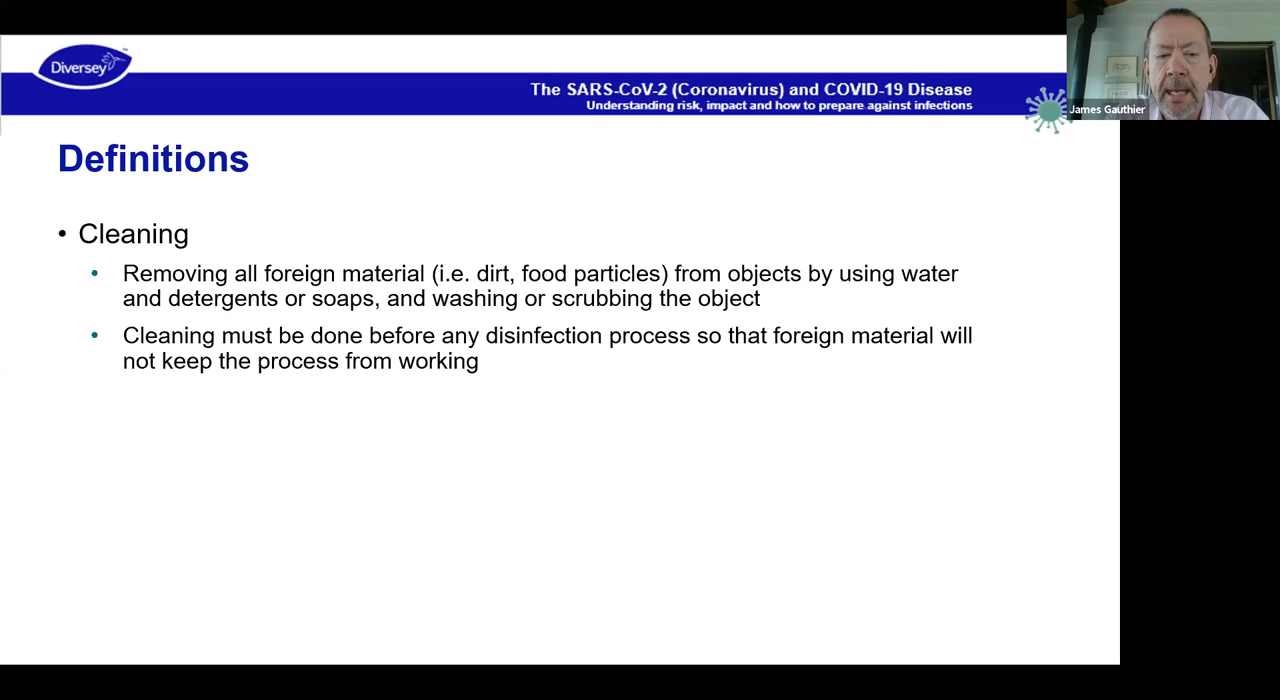 Diversey™
The SARS-CoV-2 (Coronavirus) and COVID-19 Disease
Understanding risk, impact and how to prepare against infections
James Gauthier
Definitions
• Cleaning
• Removing all foreign material (i.e. dirt, food particles) from objects by using water
and detergents or soaps, and washing or scrubbing the object
• Cleaning must be done before any disinfection process so that foreign material will
not keep the process from working